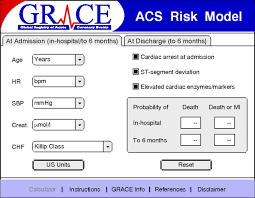 GRACE
Global Registry of Acute Coronary Events
ACS Risk Model
At Admission (in-hospital/to 6 months)
At Discharge (to 6 months)
Age Years
HR bpm
SBP mmHg
Creat. µmol/l
CHF Killip Class
US Units
Cardiac arrest at admission
ST-segment deviation
Elevated cardiac enzymes/markers
Probability of Death Death or MI
In-hospital -- --
To 6 months -- --
Reset
Calculator | Instructions | GRACE Info | References | Disclaimer